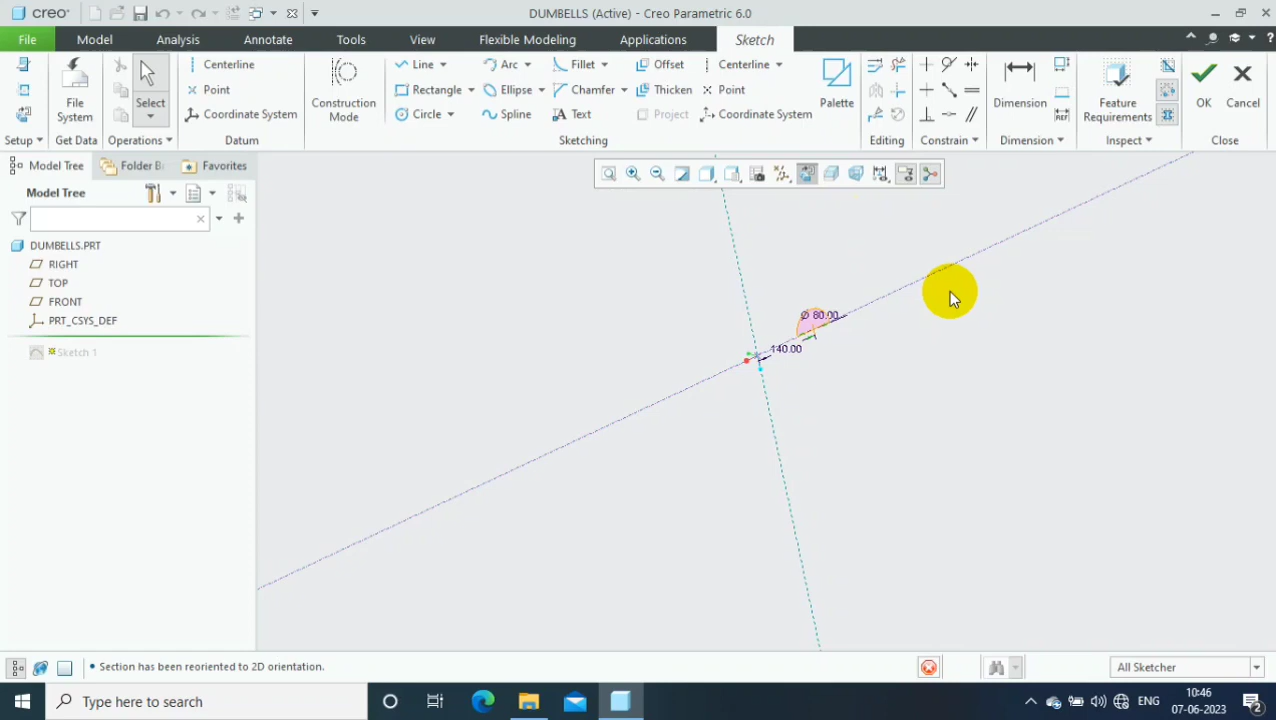 creo DUMBELLS (Active) - Creo Parametric 6.0
File Model Analysis Annotate Tools View Flexible Modeling Applications Sketch
Centerline Line Arc Fillet Offset Centerline
Point Rectangle Ellipse Chamfer Thicken Point
Coordinate System Circle Spline Text Project Coordinate System
File System Select Construction Mode Palette Dimension Feature Requirements OK Cancel
Setup Get Data Operations Datum Sketching Editing Constrain Dimension Inspect Close
Model Tree Folder B Favorites
Model Tree
DUMBELLS.PRT
RIGHT
TOP
FRONT
PRT_CSYS_DEF
Sketch 1
Ø 80.00
140.00
Section has been reoriented to 2D orientation. All Sketcher
Type here to search ENG 10:46
07-06-2023 2